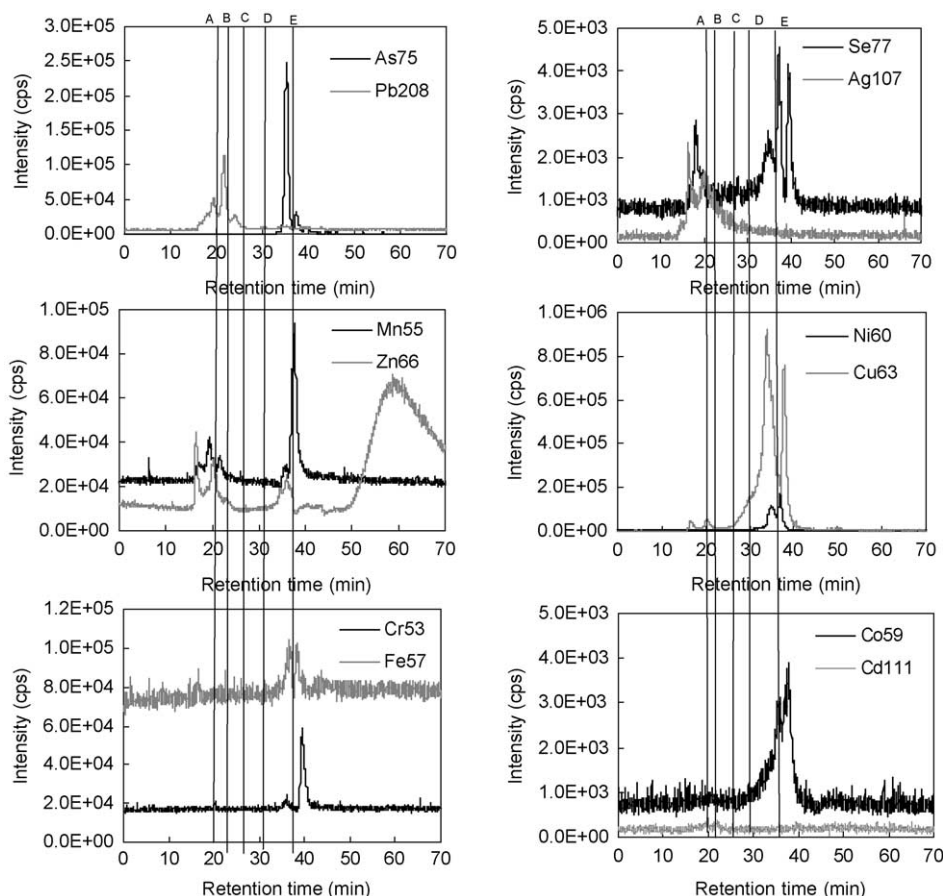 A B C D E
3.0E+05
2.5E+05
2.0E+05
1.5E+05
1.0E+05
5.0E+04
0.0E+00
Intensity (cps)
As75
Pb208
0 10 20 30 40 50 60 70
Retention time (min)
A B C D E
5.0E+03
4.0E+03
3.0E+03
2.0E+03
1.0E+03
0.0E+00
Intensity (cps)
Se77
Ag107
0 10 20 30 40 50 60 70
Retention time (min)
1.0E+05
8.0E+04
6.0E+04
4.0E+04
2.0E+04
0.0E+00
Intensity (cps)
Mn55
Zn66
0 10 20 30 40 50 60 70
Retention time (min)
1.0E+06
8.0E+05
6.0E+05
4.0E+05
2.0E+05
0.0E+00
Intensity (cps)
Ni60
Cu63
0 10 20 30 40 50 60 70
Retention time (min)
1.2E+05
1.0E+05
8.0E+04
6.0E+04
4.0E+04
2.0E+04
0.0E+00
Intensity (cps)
Cr53
Fe57
0 10 20 30 40 50 60 70
Retention time (min)
5.0E+03
4.0E+03
3.0E+03
2.0E+03
1.0E+03
0.0E+00
Intensity (cps)
Co59
Cd111
0 10 20 30 40 50 60 70
Retention time (min)